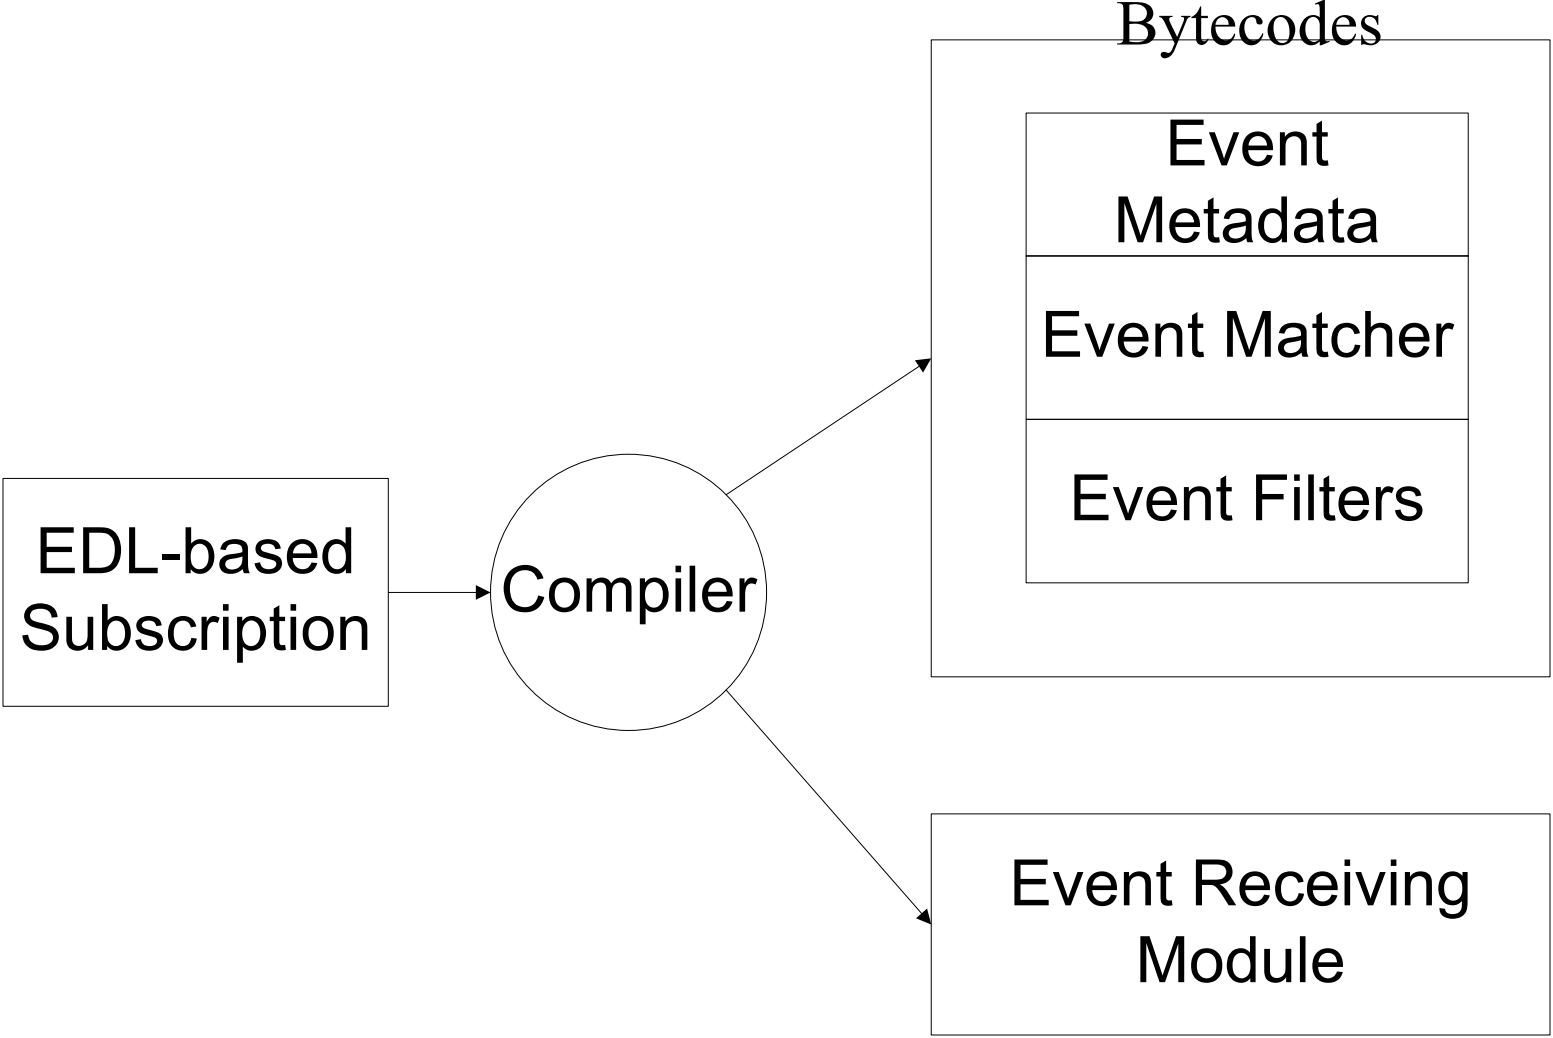 Bytecodes
Event
Metadata
Event Matcher
Event Filters
EDL-based
Subscription
Compiler
Event Receiving
Module